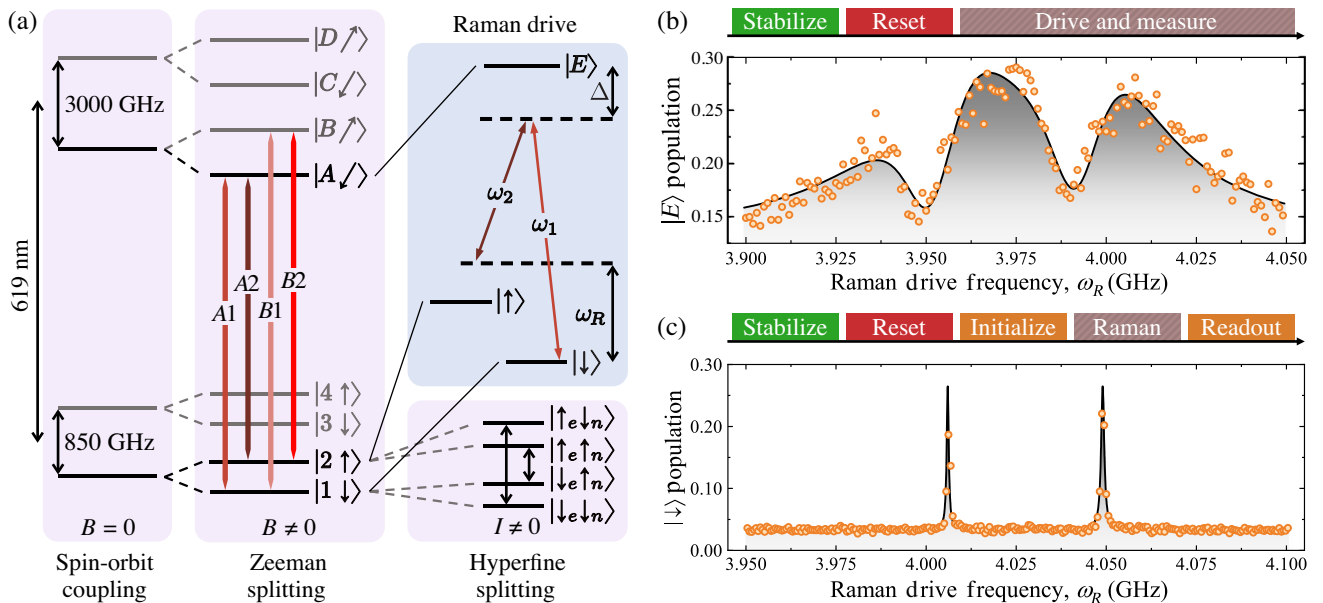 (a)
Raman drive
|D ↗⟩
|C ↙⟩
|B ↗⟩
|A ↙⟩
3000 GHz
619 nm
A1
A2
B1
B2
850 GHz
|4 ↑⟩
|3 ↓⟩
|2 ↑⟩
|1 ↓⟩
B = 0
B ≠ 0
Spin-orbit
coupling
Zeeman
splitting
|E⟩
Δ
ω2
ω1
ωR
|↑⟩
|↓⟩
|↑e↓n⟩
|↑e↑n⟩
|↓e↑n⟩
|↓e↓n⟩
I ≠ 0
Hyperfine
splitting
(b)
Stabilize Reset Drive and measure
|E⟩ population
0.30
0.25
0.20
0.15
3.900 3.925 3.950 3.975 4.000 4.025 4.050
Raman drive frequency, ωR (GHz)
(c)
Stabilize Reset Initialize Raman Readout
|↓⟩ population
0.30
0.20
0.10
0.00
3.950 3.975 4.000 4.025 4.050 4.075 4.100
Raman drive frequency, ωR (GHz)